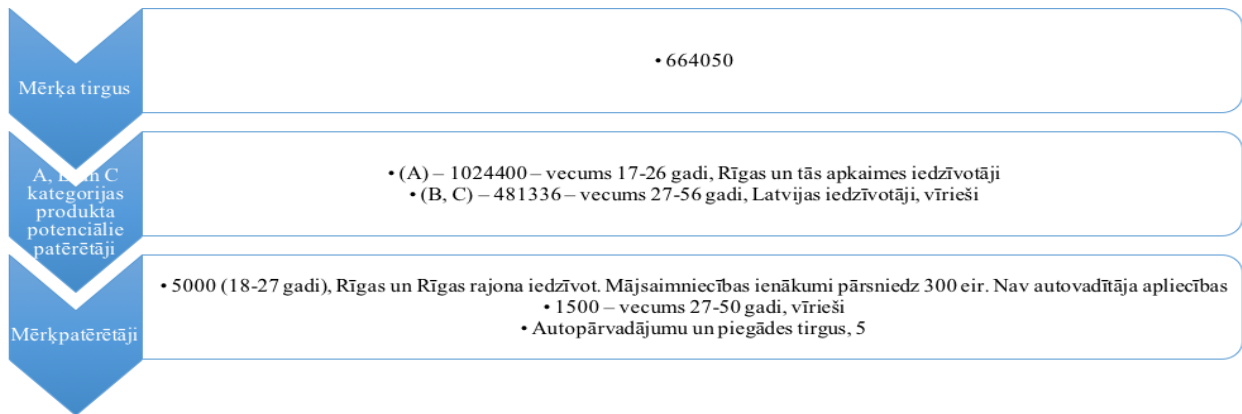 Mērķa tirgus
• 664050
A, un C
kategorijas
produkta
potenciālie
patērētāji
• (A) – 1024400 – vecums 17-26 gadi, Rīgas un tās apkaimes iedzīvotāji
• (B, C) – 481336 – vecums 27-56 gadi, Latvijas iedzīvotāji, vīrieši
Mērķpatērētāji
• 5000 (18-27 gadi), Rīgas un Rīgas rajona iedzīvot. Mājsaimniecības ienākumi pārsniedz 300 eir. Nav autovadītāja apliecības
• 1500 – vecums 27-50 gadi, vīrieši
• Autopārvadājumu un piegādes tirgus, 5